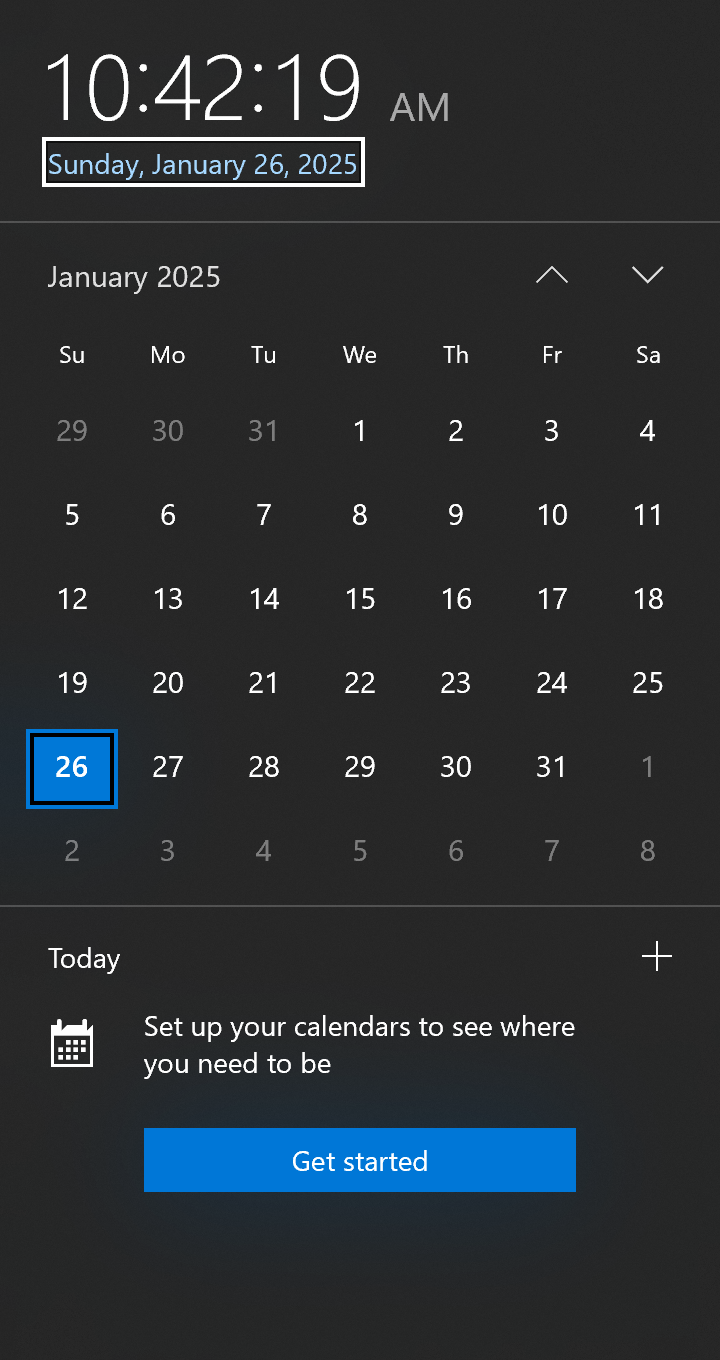 10:42:19 AM
Sunday, January 26, 2025
January 2025
Su Mo Tu We Th Fr Sa
29 30 31 1 2 3 4
5 6 7 8 9 10 11
12 13 14 15 16 17 18
19 20 21 22 23 24 25
26 27 28 29 30 31 1
2 3 4 5 6 7 8
Today
Set up your calendars to see where
you need to be
Get started